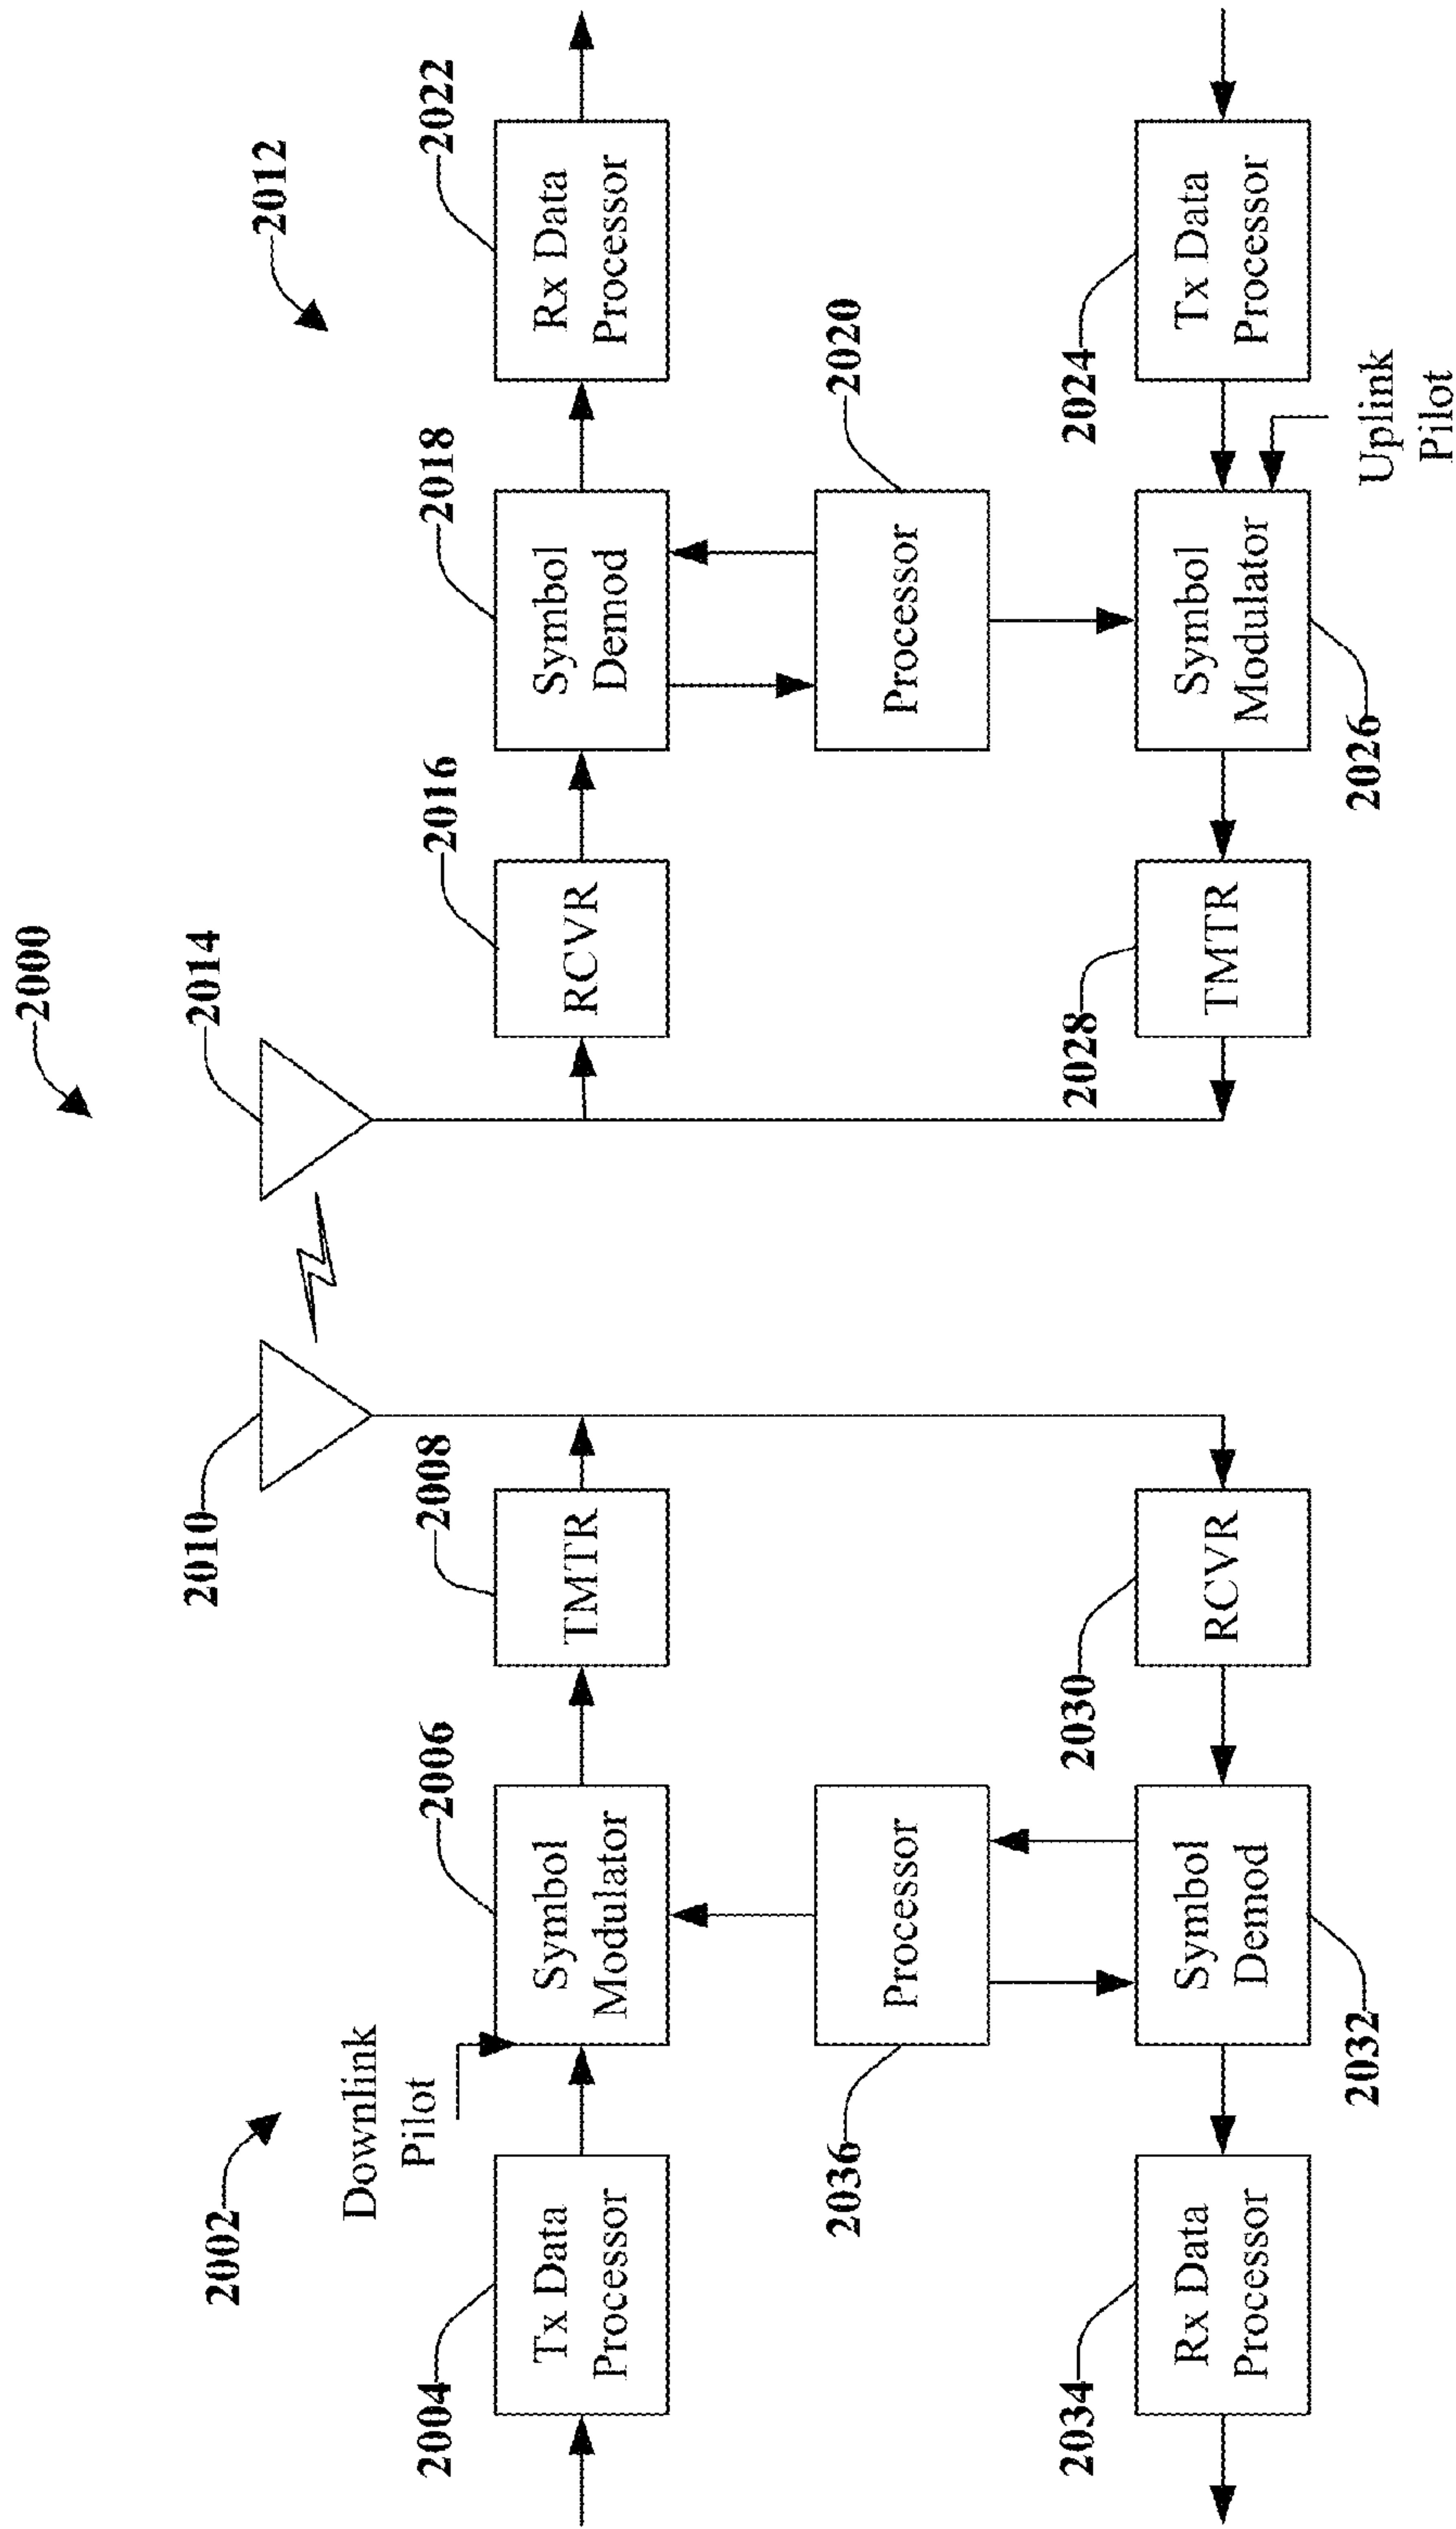 2000
2002
2010
2014
2012
Downlink
Pilot
2004
2006
2008
2016
2018
2022
Tx Data
Processor
Symbol
Modulator
TMTR
RCVR
Symbol
Demod
Rx Data
Processor
2036
Processor
Processor
2020
2034
2030
2028
2024
Rx Data
Processor
Symbol
Demod
RCVR
TMTR
Symbol
Modulator
Tx Data
Processor
2032
2026
Uplink
Pilot